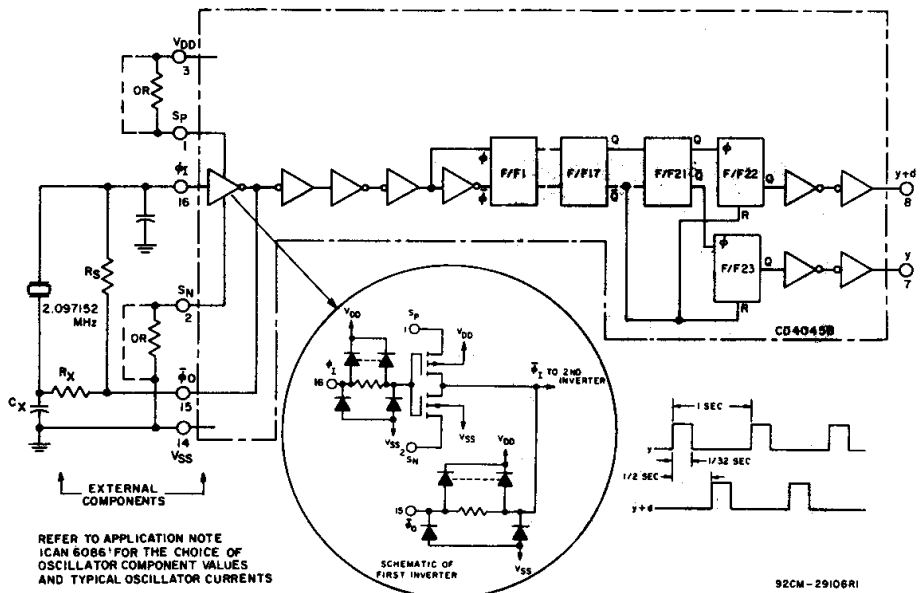 VDD
3
OR
SP
1
φI
16
RS
2.097152
MHz
SN
2
OR
RX
φ̅O
15
CX
14
VSS
EXTERNAL
COMPONENTS
φ
φ̅
F/F1
F/F17
Q
Q̅
F/F21
Q
Q̅
φ
F/F22
Q
R
y+d
8
φ
F/F23
Q
R
y
7
CD4045B
SP
1
VDD
VDD
φI
16
φ̅I TO 2ND
INVERTER
VSS
VSS
2
SN
VDD
15
φ̅O
VSS
SCHEMATIC OF
FIRST INVERTER
1 SEC
y
1/32 SEC
1/2 SEC
y+d
REFER TO APPLICATION NOTE
ICAN 6086' FOR THE CHOICE OF
OSCILLATOR COMPONENT VALUES
AND TYPICAL OSCILLATOR CURRENTS
92CM-29106R1